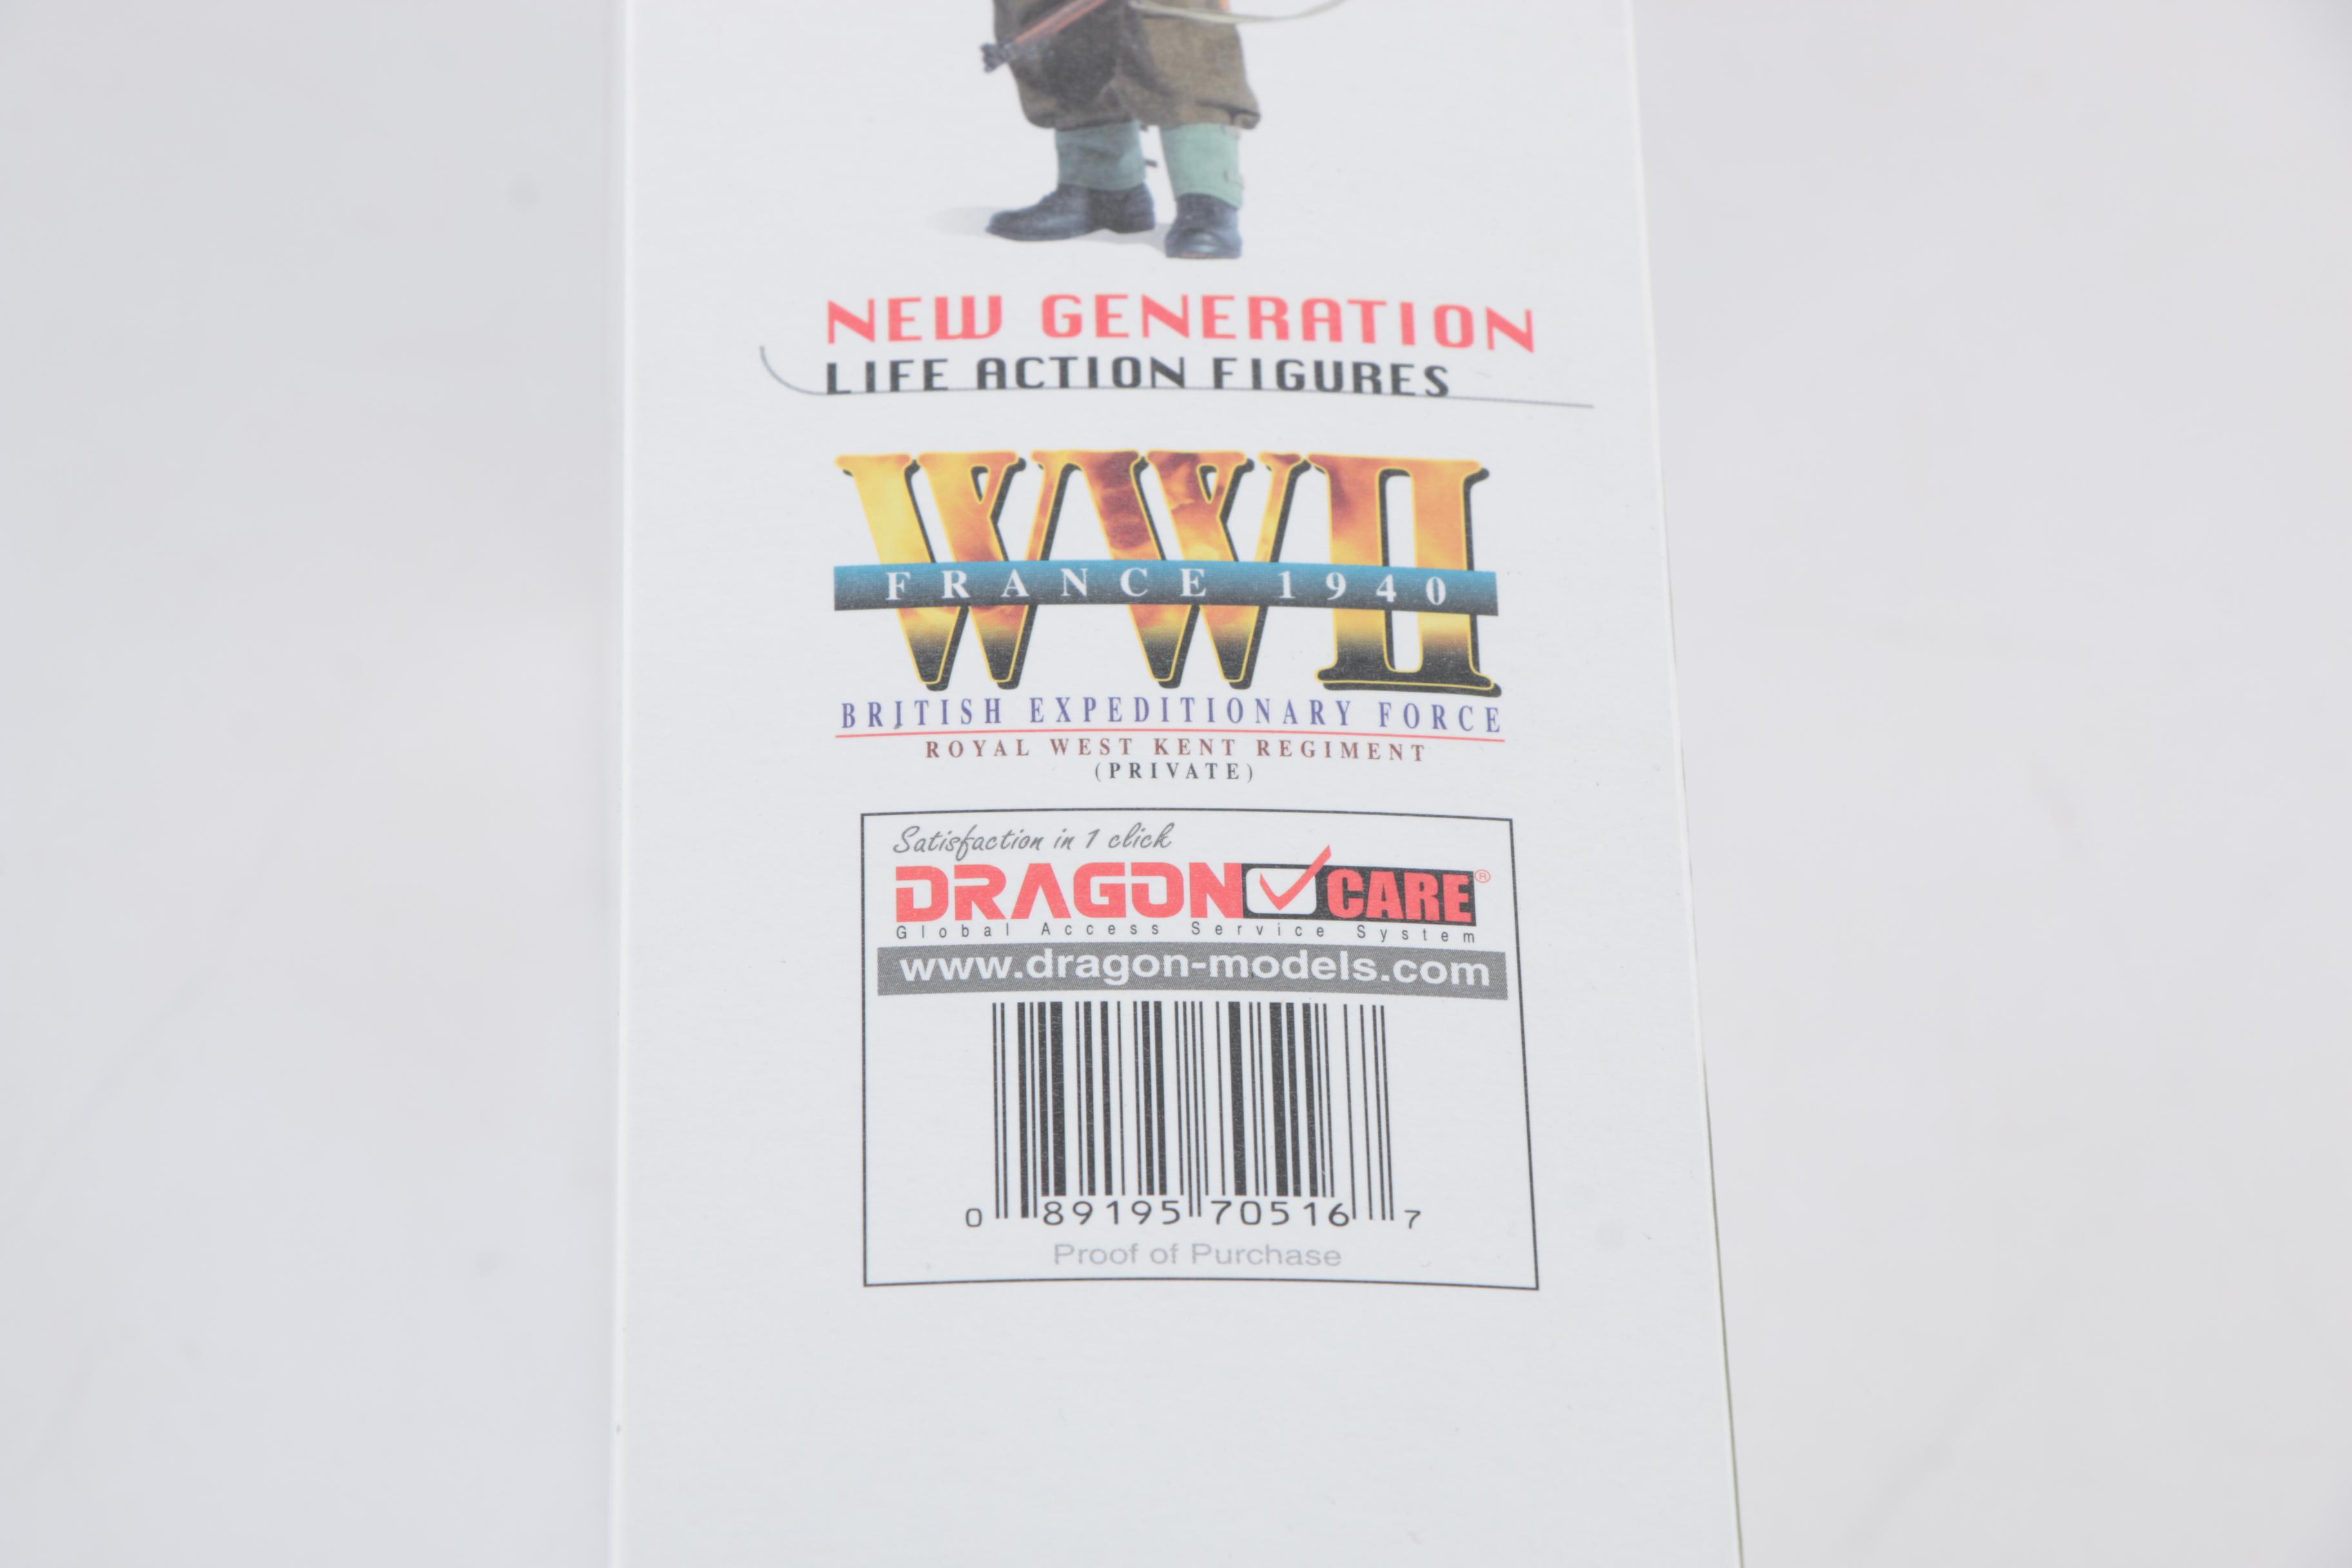 NEW GENERATION
LIFE ACTION FIGURES
WWII
FRANCE 1940
BRITISH EXPEDITIONARY FORCE
ROYAL WEST KENT REGIMENT
(PRIVATE)
Satisfaction in 1 click
DRAGON CARE®
Global Access Service System
www.dragon-models.com
0 89195 70516 7
Proof of Purchase